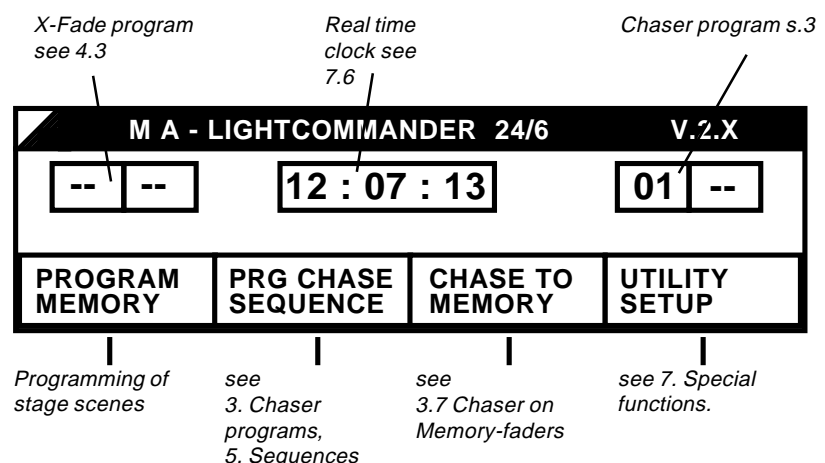 X-Fade program
see 4.3
Real time
clock see
7.6
Chaser program s.3
M A - LIGHTCOMMANDER 24/6 V.2.X
-- -- 12 : 07 : 13 01 --
PROGRAM
MEMORY
PRG CHASE
SEQUENCE
CHASE TO
MEMORY
UTILITY
SETUP
Programming of
stage scenes
see
3. Chaser
programs,
5. Sequences
see
3.7 Chaser on
Memory-faders
see 7. Special
functions.